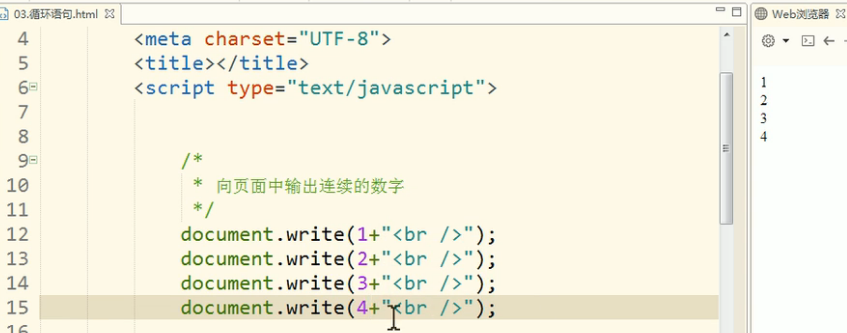 03.循环语句.html
4 <meta charset="UTF-8">
5 <title></title>
6 <script type="text/javascript">
7
8
9 /*
10 * 向页面中输出连续的数字
11 */
12 document.write(1+"<br />");
13 document.write(2+"<br />");
14 document.write(3+"<br />");
15 document.write(4+"<br />");
16
Web浏览器
1
2
3
4